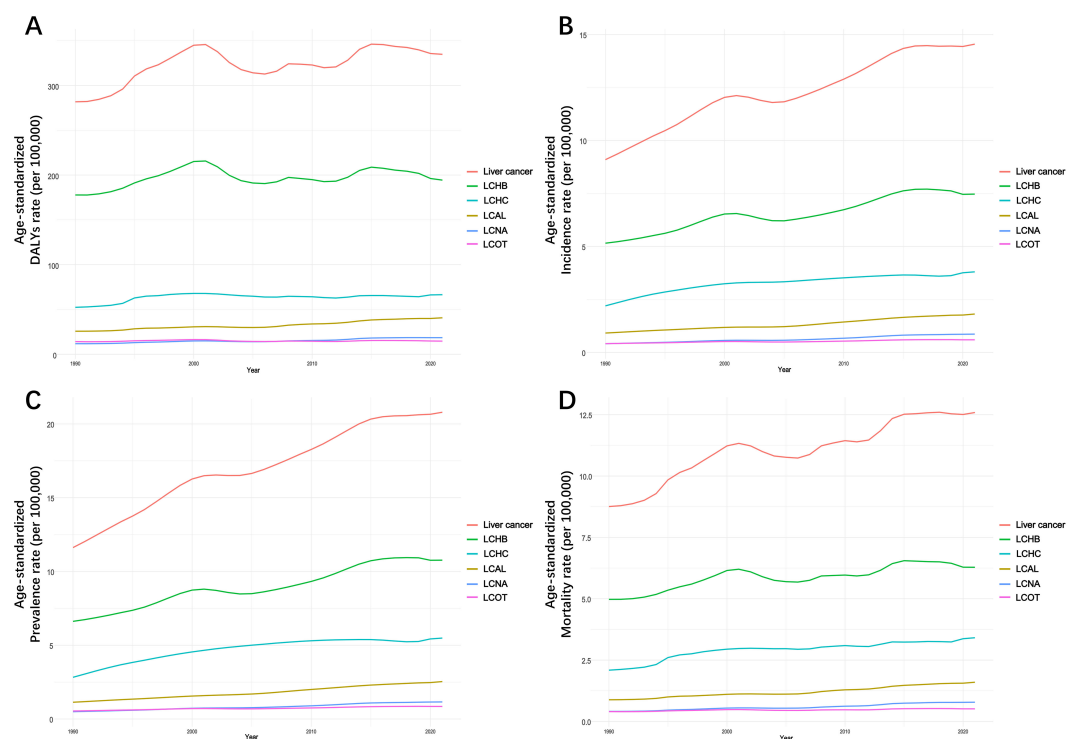 A
Age-standardized
DALYs rate (per 100,000)
300
200
100
0
1990
2000
2010
2020
Year
Liver cancer
LCHB
LCHC
LCAL
LCNA
LCOT
B
Age-standardized
Incidence rate (per 100,000)
15
10
5
0
1990
2000
2010
2020
Year
Liver cancer
LCHB
LCHC
LCAL
LCNA
LCOT
C
Age-standardized
Prevalence rate (per 100,000)
20
15
10
5
0
1990
2000
2010
2020
Year
Liver cancer
LCHB
LCHC
LCAL
LCNA
LCOT
D
Age-standardized
Mortality rate (per 100,000)
12.5
10.0
7.5
5.0
2.5
0.0
1990
2000
2010
2020
Year
Liver cancer
LCHB
LCHC
LCAL
LCNA
LCOT